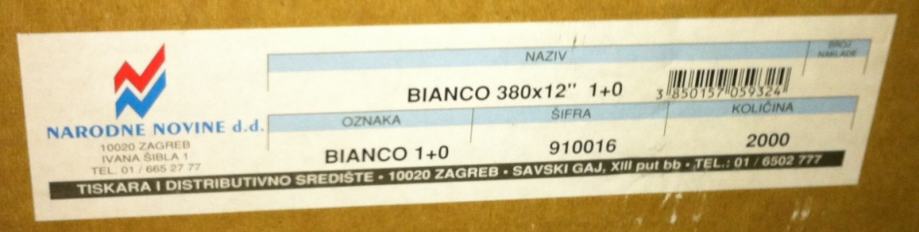 NARODNE NOVINE d.d.
10020 ZAGREB
IVANA ŠIBLA 1
TEL. 01 / 665 27 77
NAZIV
BROJ
NAKLADE
BIANCO 380x12" 1+0
3 850157 059324
OZNAKA
ŠIFRA
KOLIČINA
BIANCO 1+0
910016
2000
TISKARA I DISTRIBUTIVNO SREDIŠTE • 10020 ZAGREB • SAVSKI GAJ, XIII put bb • TEL.: 01 / 6502 777